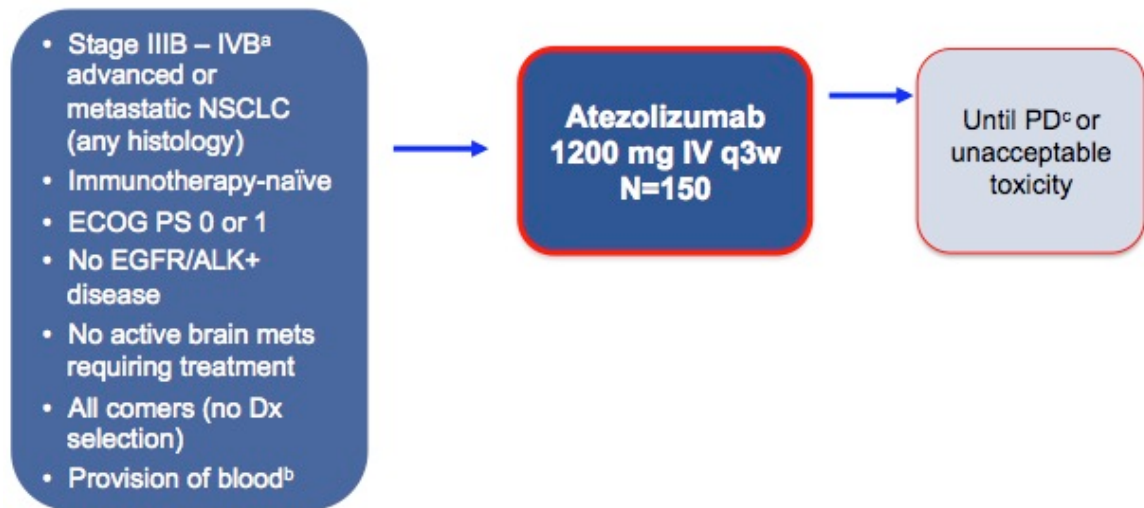 • Stage IIIB – IVBᵃ
advanced or
metastatic NSCLC
(any histology)
• Immunotherapy-naïve
• ECOG PS 0 or 1
• No EGFR/ALK+
disease
• No active brain mets
requiring treatment
• All comers (no Dx
selection)
• Provision of bloodᵇ
Atezolizumab
1200 mg IV q3w
N=150
Until PDᶜ or
unacceptable
toxicity